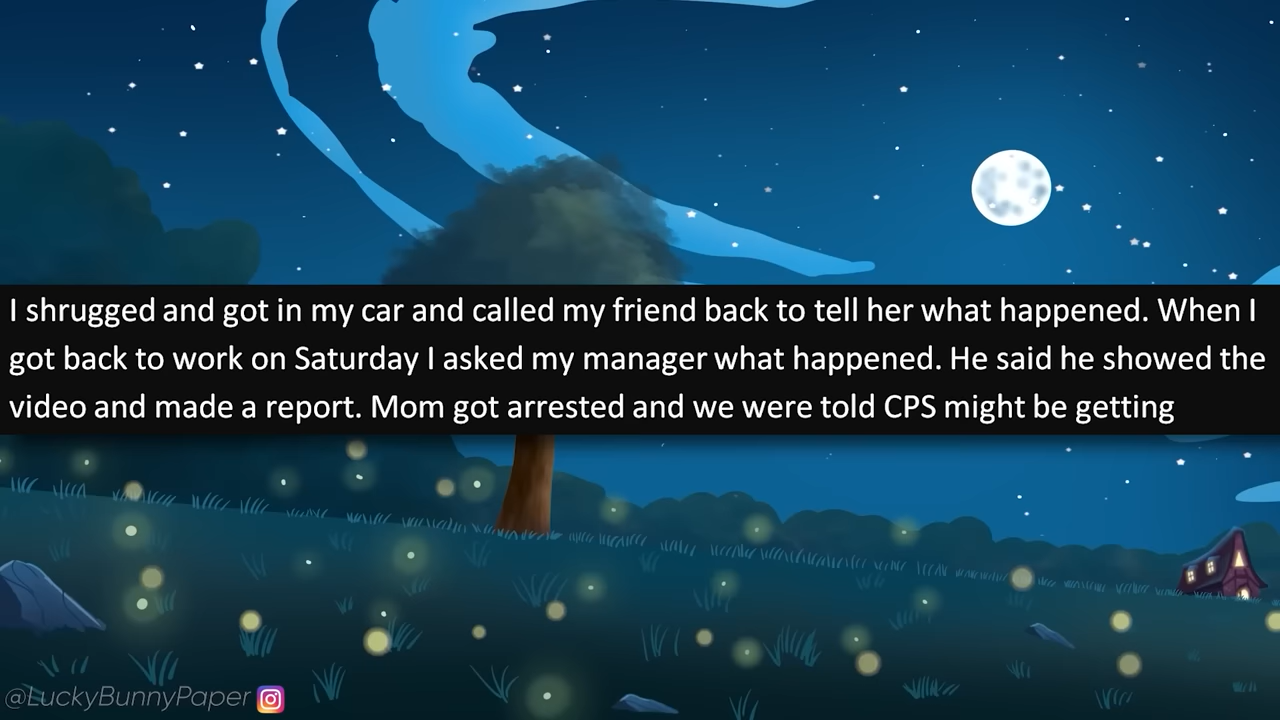 I shrugged and got in my car and called my friend back to tell her what happened. When I
got back to work on Saturday I asked my manager what happened. He said he showed the
video and made a report. Mom got arrested and we were told CPS might be getting
@LuckyBunnyPaper